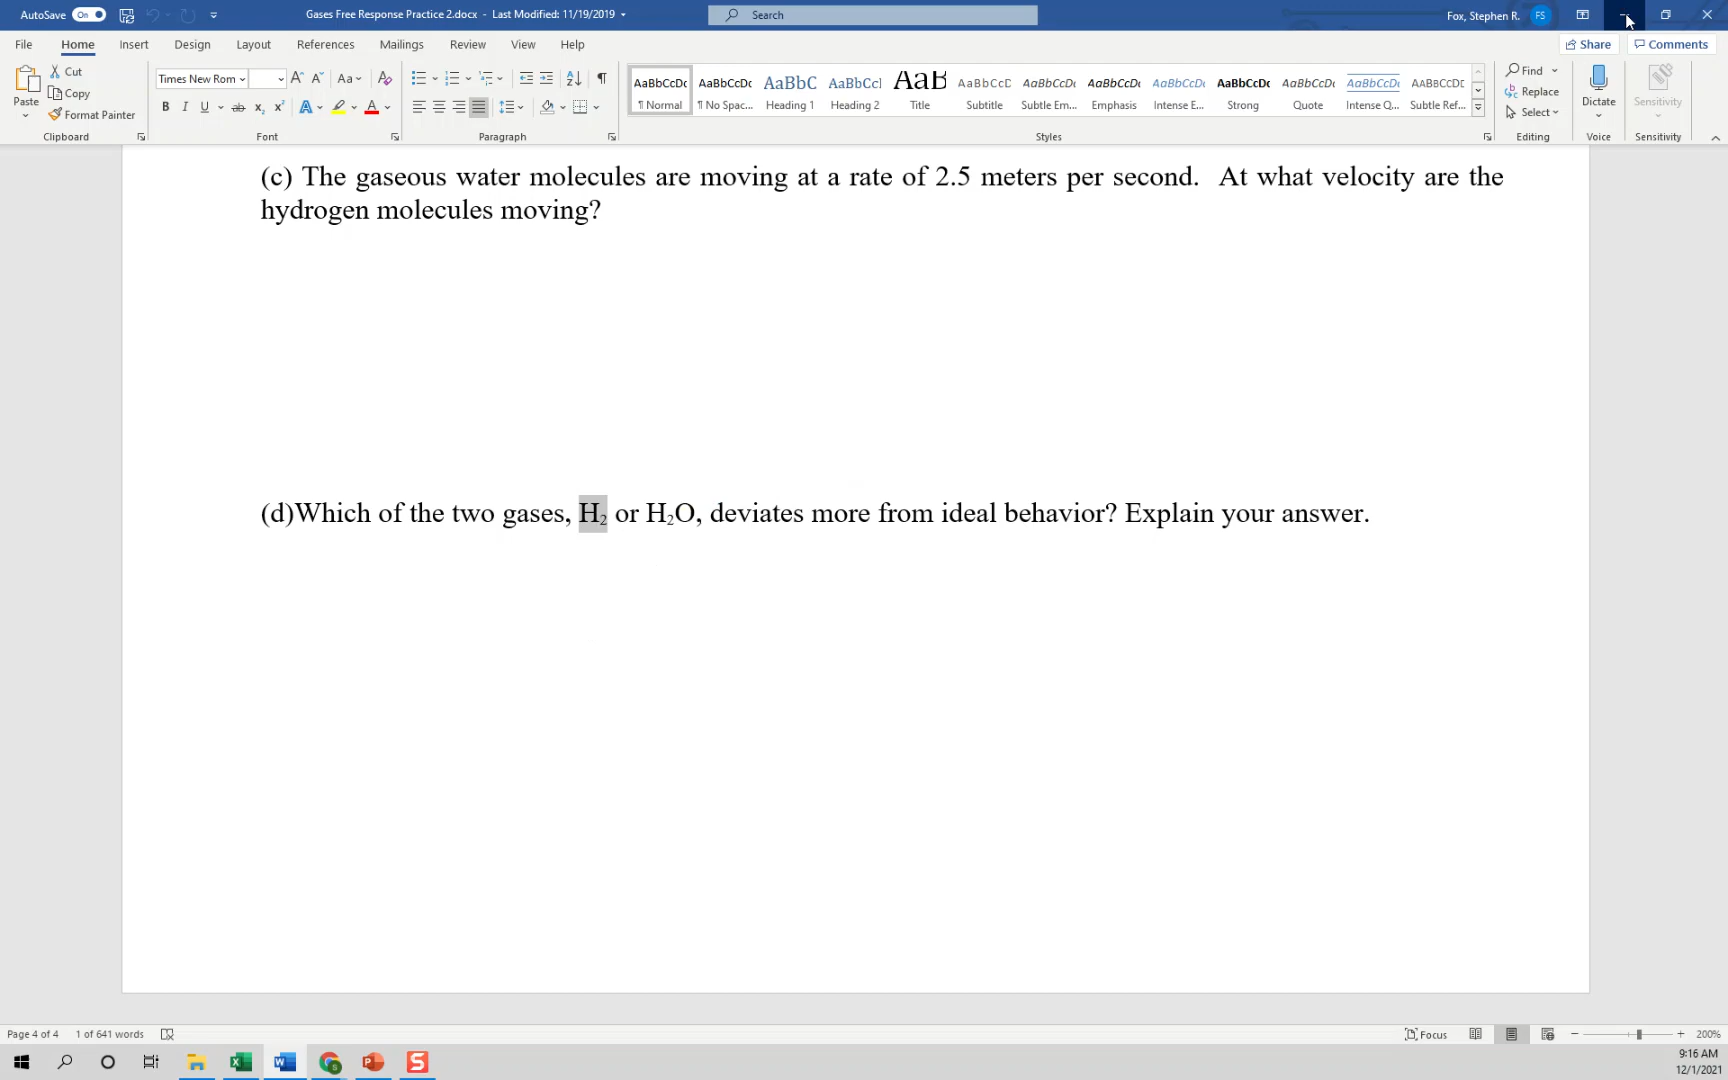 AutoSave On Gases Free Response Practice 2.docx - Last Modified: 11/19/2019 Search Fox, Stephen R. FS
File Home Insert Design Layout References Mailings Review View Help Share Comments
Paste Cut Copy Format Painter
Clipboard
Times New Rom Aa
B I U ab x₂ x² A A
Font
Paragraph
AaBbCcDc AaBbCcDc AaBbC AaBbCcl AaB AaBbCcD AaBbCcDc AaBbCcDc AaBbCcDc AaBbCcDc AaBbCcDc AaBbCcDc AABBCCDC
¶ Normal ¶ No Spac... Heading 1 Heading 2 Title Subtitle Subtle Em... Emphasis Intense E... Strong Quote Intense Q... Subtle Ref...
Styles
Find
Replace
Select
Editing
Dictate
Voice
Sensitivity
Sensitivity
(c) The gaseous water molecules are moving at a rate of 2.5 meters per second. At what velocity are the
hydrogen molecules moving?
(d)Which of the two gases, H₂ or H₂O, deviates more from ideal behavior? Explain your answer.
Page 4 of 4 1 of 641 words Focus 200%
9:16 AM
12/1/2021